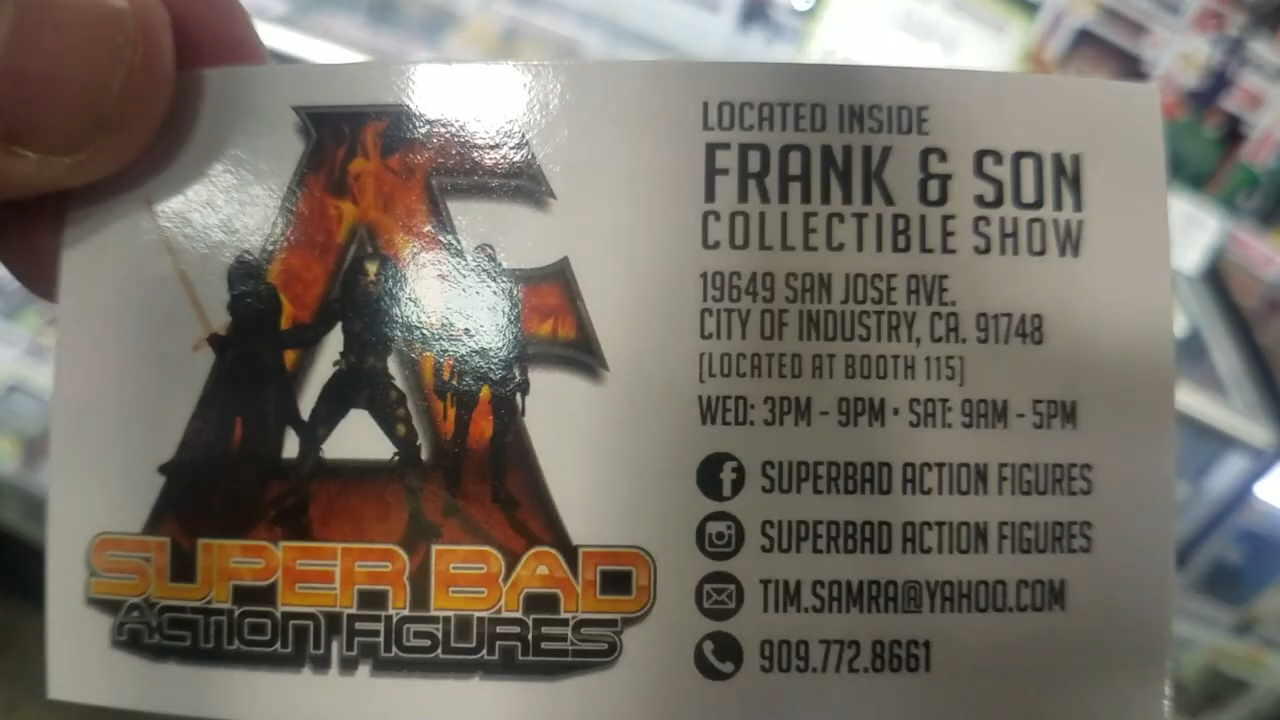 SUPER BAD
ACTION FIGURES
LOCATED INSIDE
FRANK & SON
COLLECTIBLE SHOW
19649 SAN JOSE AVE.
CITY OF INDUSTRY, CA. 91748
(LOCATED AT BOOTH 115)
WED: 3PM - 9PM • SAT: 9AM - 5PM
f SUPERBAD ACTION FIGURES
SUPERBAD ACTION FIGURES
TIM.SAMRA@YAHOO.COM
909.772.8661